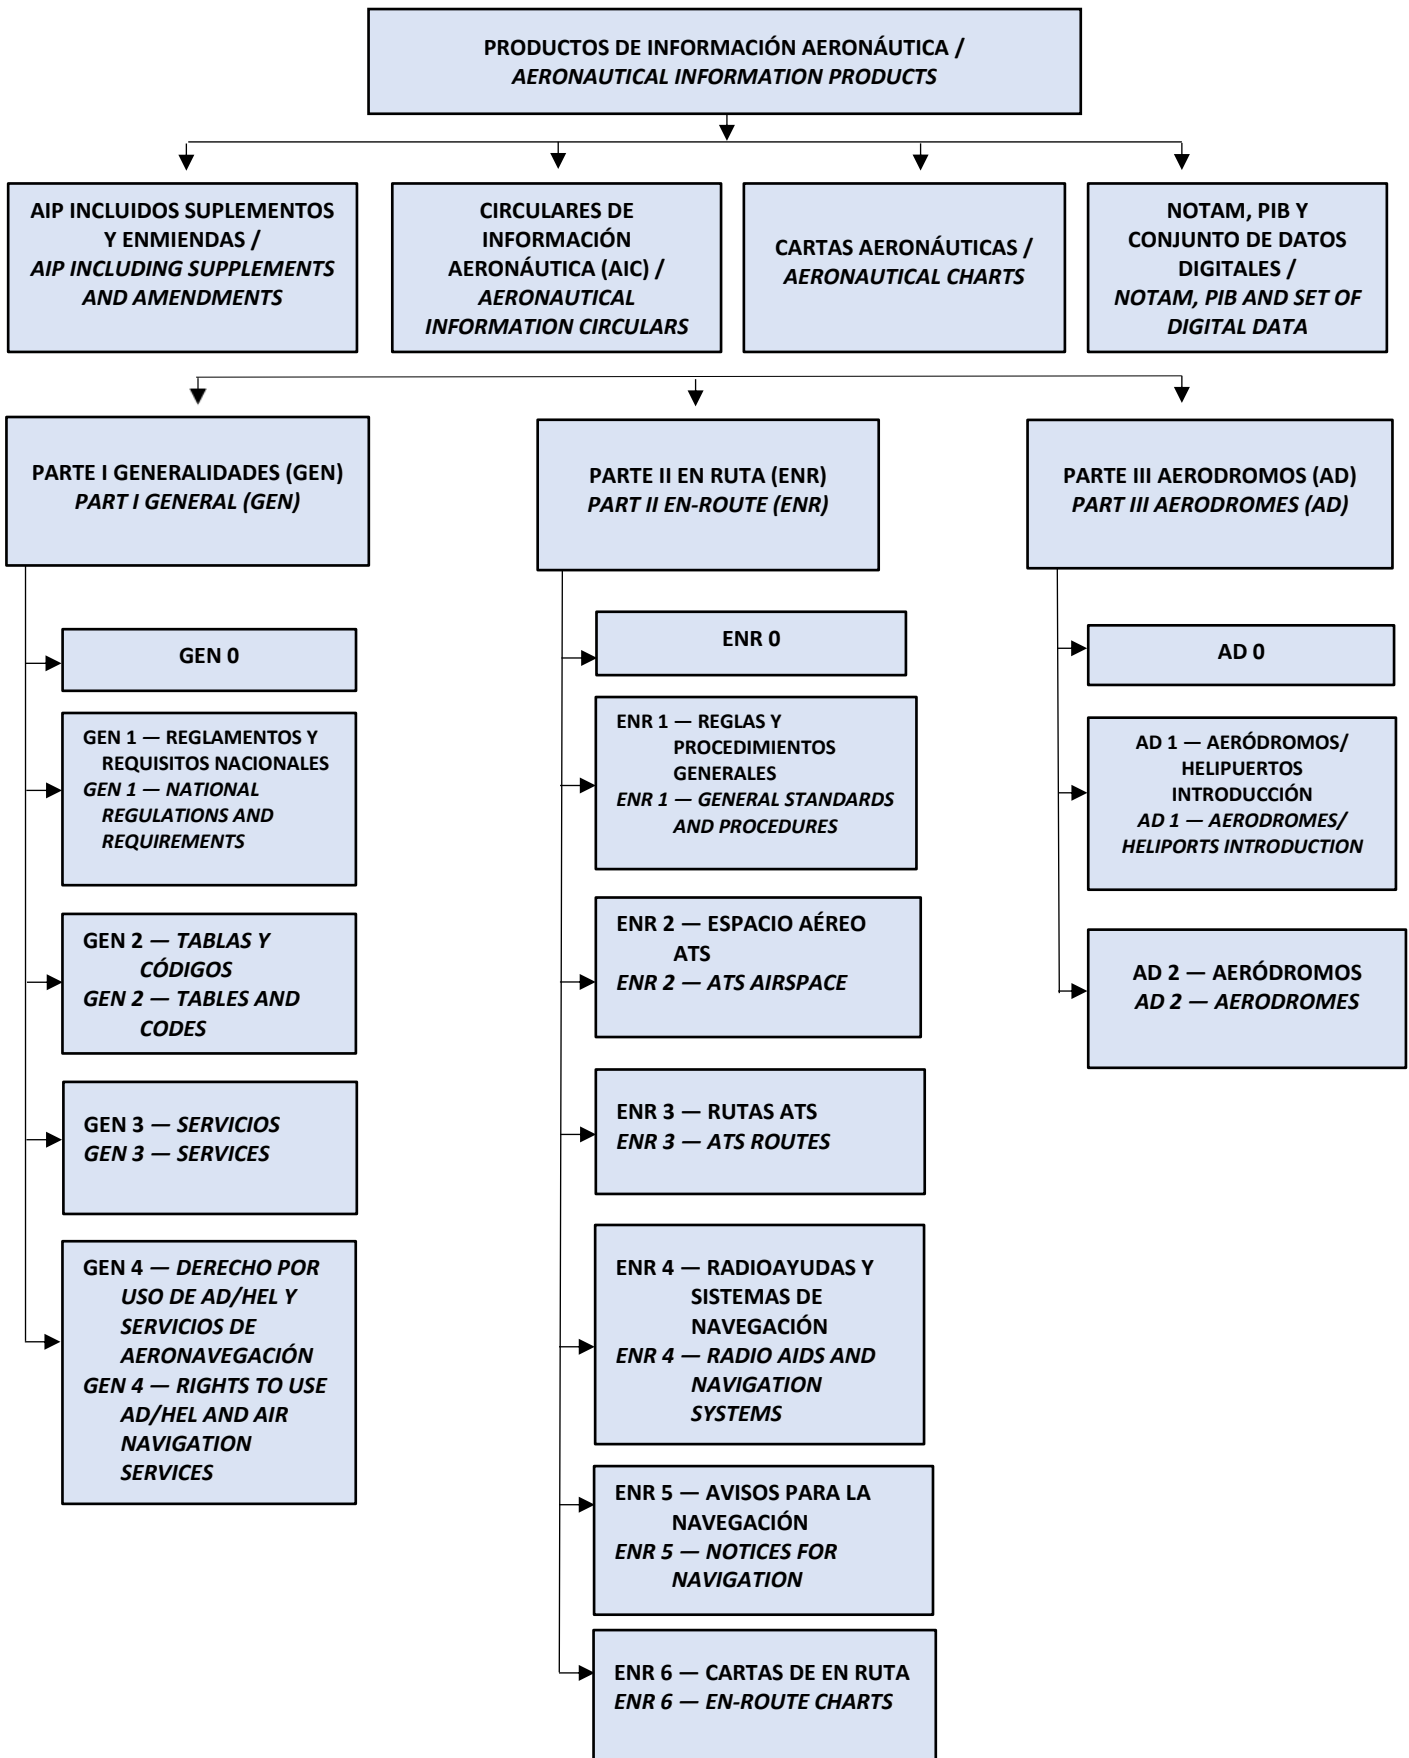 PRODUCTOS DE INFORMACIÓN AERONÁUTICA /
AERONAUTICAL INFORMATION PRODUCTS
AIP INCLUIDOS SUPLEMENTOS
Y ENMIENDAS /
AIP INCLUDING SUPPLEMENTS
AND AMENDMENTS
CIRCULARES DE
INFORMACIÓN
AERONÁUTICA (AIC) /
AERONAUTICAL
INFORMATION CIRCULARS
CARTAS AERONÁUTICAS /
AERONAUTICAL CHARTS
NOTAM, PIB Y
CONJUNTO DE DATOS
DIGITALES /
NOTAM, PIB AND SET OF
DIGITAL DATA
PARTE I GENERALIDADES (GEN)
PART I GENERAL (GEN)
PARTE II EN RUTA (ENR)
PART II EN-ROUTE (ENR)
PARTE III AERODROMOS (AD)
PART III AERODROMES (AD)
GEN 0
GEN 1 — REGLAMENTOS Y
REQUISITOS NACIONALES
GEN 1 — NATIONAL
REGULATIONS AND
REQUIREMENTS
GEN 2 — TABLAS Y
CÓDIGOS
GEN 2 — TABLES AND
CODES
GEN 3 — SERVICIOS
GEN 3 — SERVICES
GEN 4 — DERECHO POR
USO DE AD/HEL Y
SERVICIOS DE
AERONAVEGACIÓN
GEN 4 — RIGHTS TO USE
AD/HEL AND AIR
NAVIGATION
SERVICES
ENR 0
ENR 1 — REGLAS Y
PROCEDIMIENTOS
GENERALES
ENR 1 — GENERAL STANDARDS
AND PROCEDURES
ENR 2 — ESPACIO AÉREO
ATS
ENR 2 — ATS AIRSPACE
ENR 3 — RUTAS ATS
ENR 3 — ATS ROUTES
ENR 4 — RADIOAYUDAS Y
SISTEMAS DE
NAVEGACIÓN
ENR 4 — RADIO AIDS AND
NAVIGATION
SYSTEMS
ENR 5 — AVISOS PARA LA
NAVEGACIÓN
ENR 5 — NOTICES FOR
NAVIGATION
ENR 6 — CARTAS DE EN RUTA
ENR 6 — EN-ROUTE CHARTS
AD 0
AD 1 — AERÓDROMOS/
HELIPUERTOS
INTRODUCCIÓN
AD 1 — AERODROMES/
HELIPORTS INTRODUCTION
AD 2 — AERÓDROMOS
AD 2 — AERODROMES